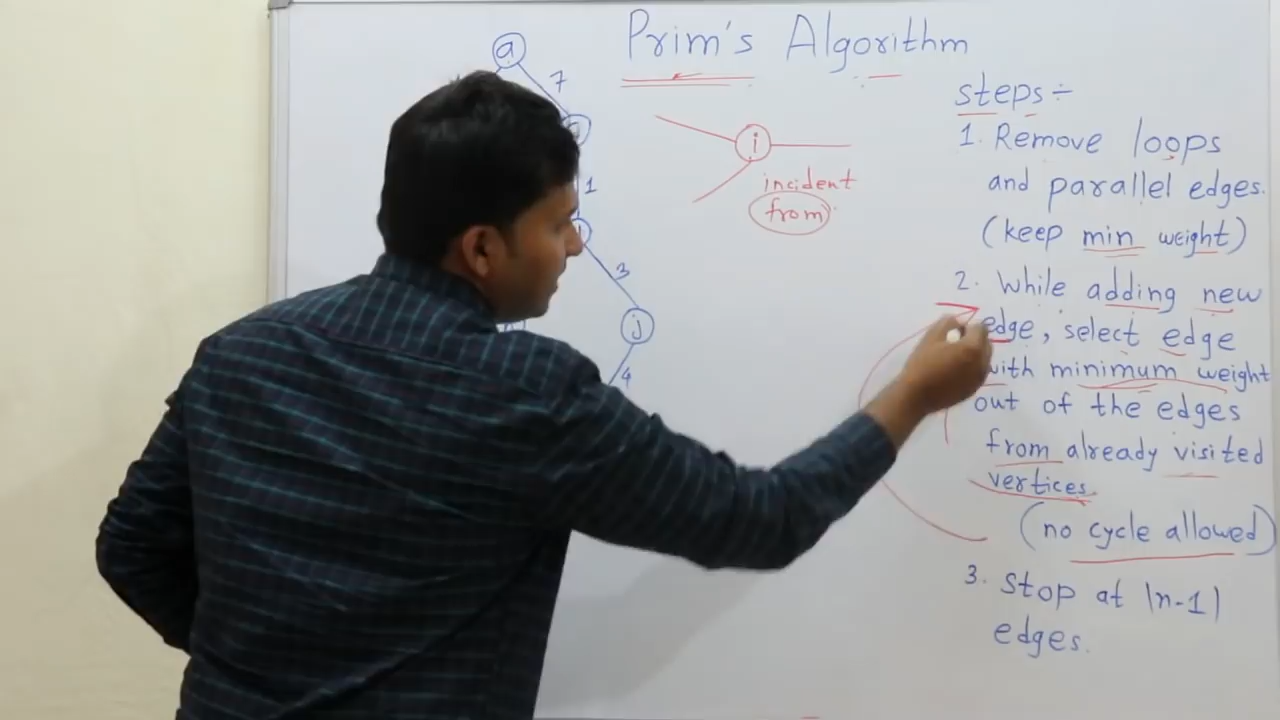 Prim's Algorithm
a
7
1
3
j
4
i
incident
from
steps ÷
1. Remove loops
and parallel edges.
(keep min weight)
2. While adding new
edge, select edge
with minimum weight
out of the edges
from already visited
vertices.
(no cycle allowed)
3. Stop at |n-1|
edges.